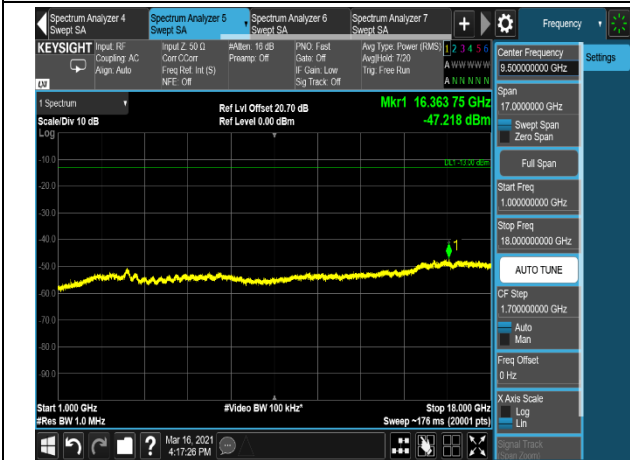 Spectrum Analyzer 4
Swept SA
Spectrum Analyzer 5
Swept SA
Spectrum Analyzer 6
Swept SA
Spectrum Analyzer 7
Swept SA
+
Frequency
KEYSIGHT
Input: RF
Coupling: AC
Align: Auto
Input Z: 50 Ω
Corr CCorr
Freq Ref: Int (S)
NFE: Off
#Atten: 16 dB
Preamp: Off
PNO: Fast
Gate: Off
IF Gain: Low
Sig Track: Off
Avg Type: Power (RMS)
Avg|Hold: 7/20
Trig: Free Run
1 2 3 4 5 6
A W W W W W
A N N N N N
1 Spectrum
Scale/Div 10 dB
Log
Ref Lvl Offset 20.70 dB
Ref Level 0.00 dBm
Mkr1 16.363 75 GHz
-47.218 dBm
DL1 -13.00 dBm
-10.0
-20.0
-30.0
-40.0
-50.0
-60.0
-70.0
-80.0
-90.0
1
Start 1.000 GHz
#Res BW 1.0 MHz
#Video BW 100 kHz*
Stop 18.000 GHz
Sweep ~176 ms (20001 pts)
Mar 16, 2021
4:17:26 PM
Center Frequency
9.500000000 GHz
Settings
Span
17.0000000 GHz
Swept Span
Zero Span
Full Span
Start Freq
1.000000000 GHz
Stop Freq
18.000000000 GHz
AUTO TUNE
CF Step
1.700000000 GHz
Auto
Man
Freq Offset
0 Hz
X Axis Scale
Log
Lin
Signal Track
(Span Zoom)